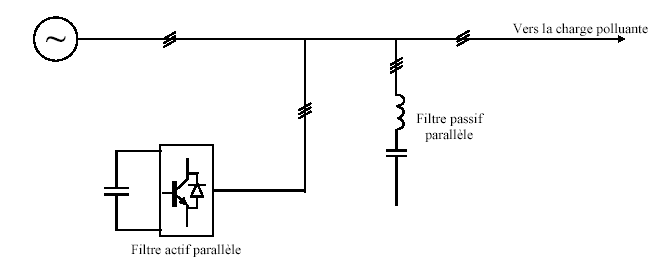 Vers la charge polluante
Filtre passif
parallèle
Filtre actif parallèle